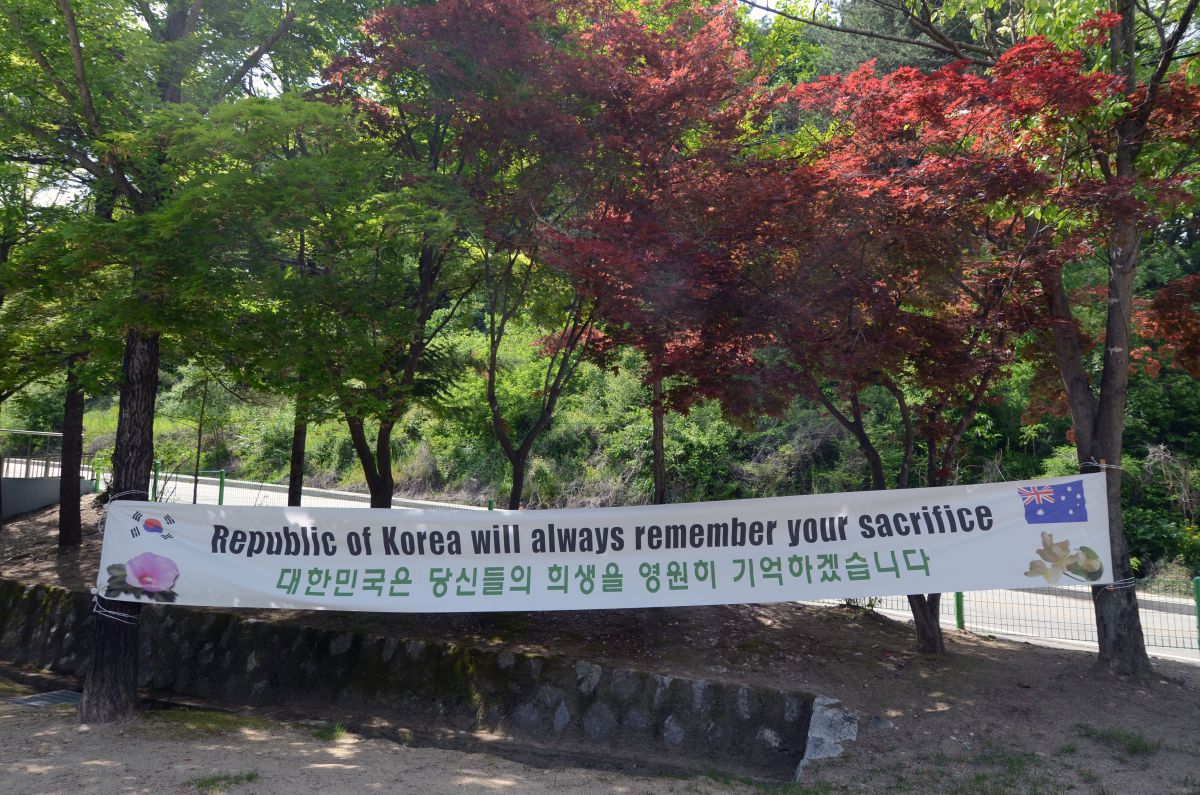 Republic of Korea will always remember your sacrifice
대한민국은 당신들의 희생을 영원히 기억하겠습니다